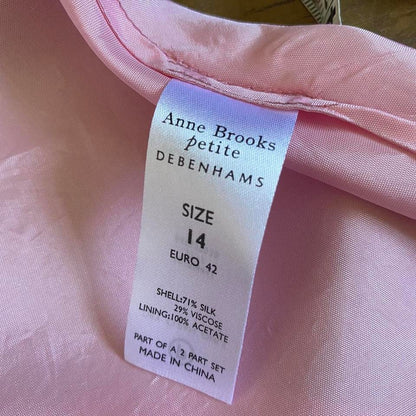 Anne Brooks
petite
DEBENHAMS
SIZE
14
EURO 42
SHELL:71% SILK
29% VISCOSE
LINING:100% ACETATE
PART OF A 2 PART SET
MADE IN CHINA